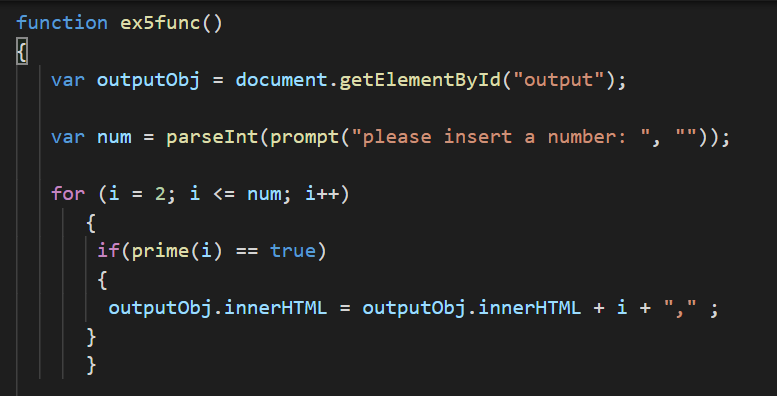 function ex5func()
{
var outputObj = document.getElementById("output");
var num = parseInt(prompt("please insert a number: ", ""));
for (i = 2; i <= num; i++)
{
if(prime(i) == true)
{
outputObj.innerHTML = outputObj.innerHTML + i + "," ;
}
}